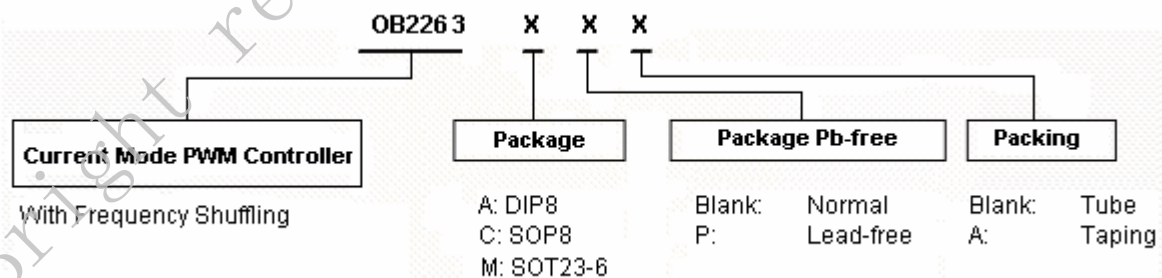 OB2263 X X X
Current Mode PWM Controller
With Frequency Shuffling
Package
A: DIP8
C: SOP8
M: SOT23-6
Package Pb-free
Blank: Normal
P: Lead-free
Packing
Blank: Tube
A: Taping